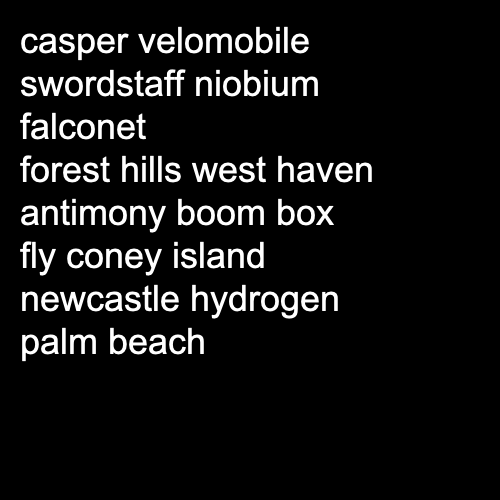 casper velomobile
swordstaff niobium
falconet
forest hills west haven
antimony boom box
fly coney island
newcastle hydrogen
palm beach